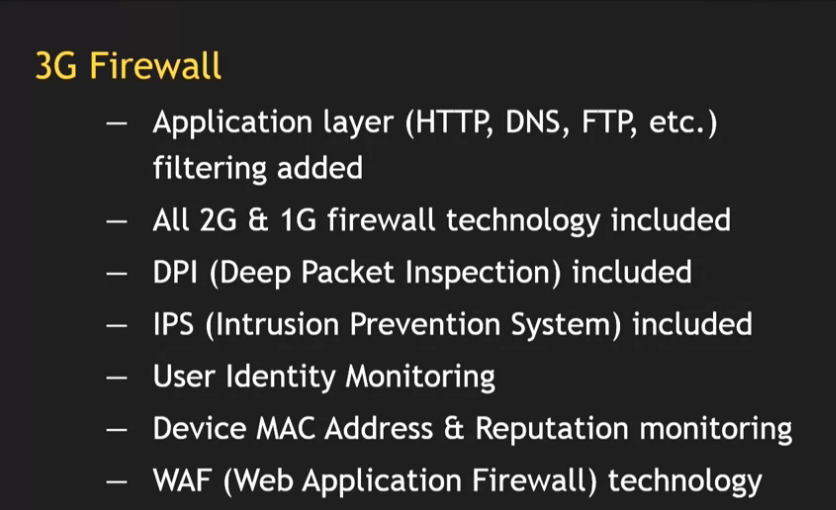 3G Firewall
— Application layer (HTTP, DNS, FTP, etc.)
filtering added
— All 2G & 1G firewall technology included
— DPI (Deep Packet Inspection) included
— IPS (Intrusion Prevention System) included
— User Identity Monitoring
— Device MAC Address & Reputation monitoring
— WAF (Web Application Firewall) technology